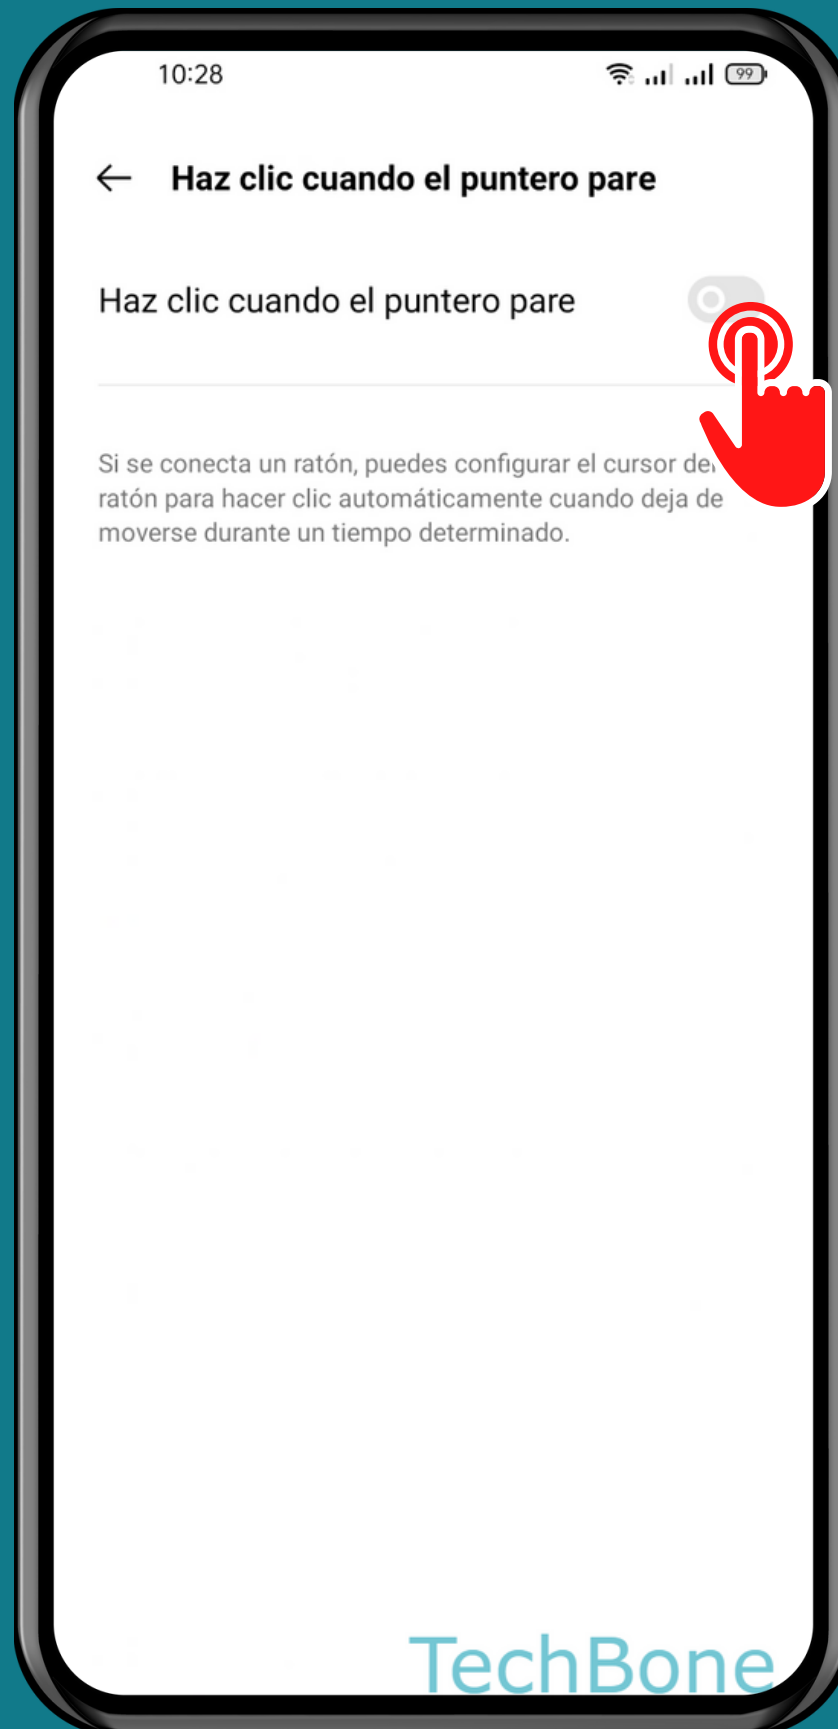 10:28
99
Haz clic cuando el puntero pare
Haz clic cuando el puntero pare
Si se conecta un ratón, puedes configurar el cursor del
ratón para hacer clic automáticamente cuando deja de
moverse durante un tiempo determinado.
TechBone